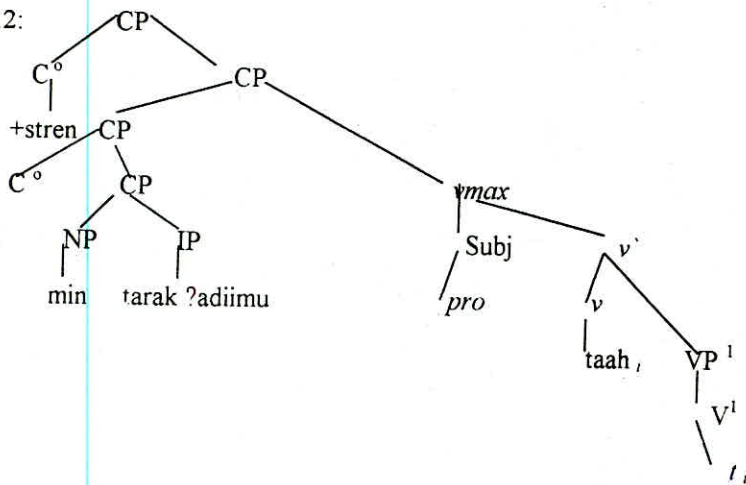 2:
CP
C° CP
+stren CP
C° CP vmax
NP IP Subj v`
min tarak ?adiimu pro v
taah ı VP ¹
V¹
t ı